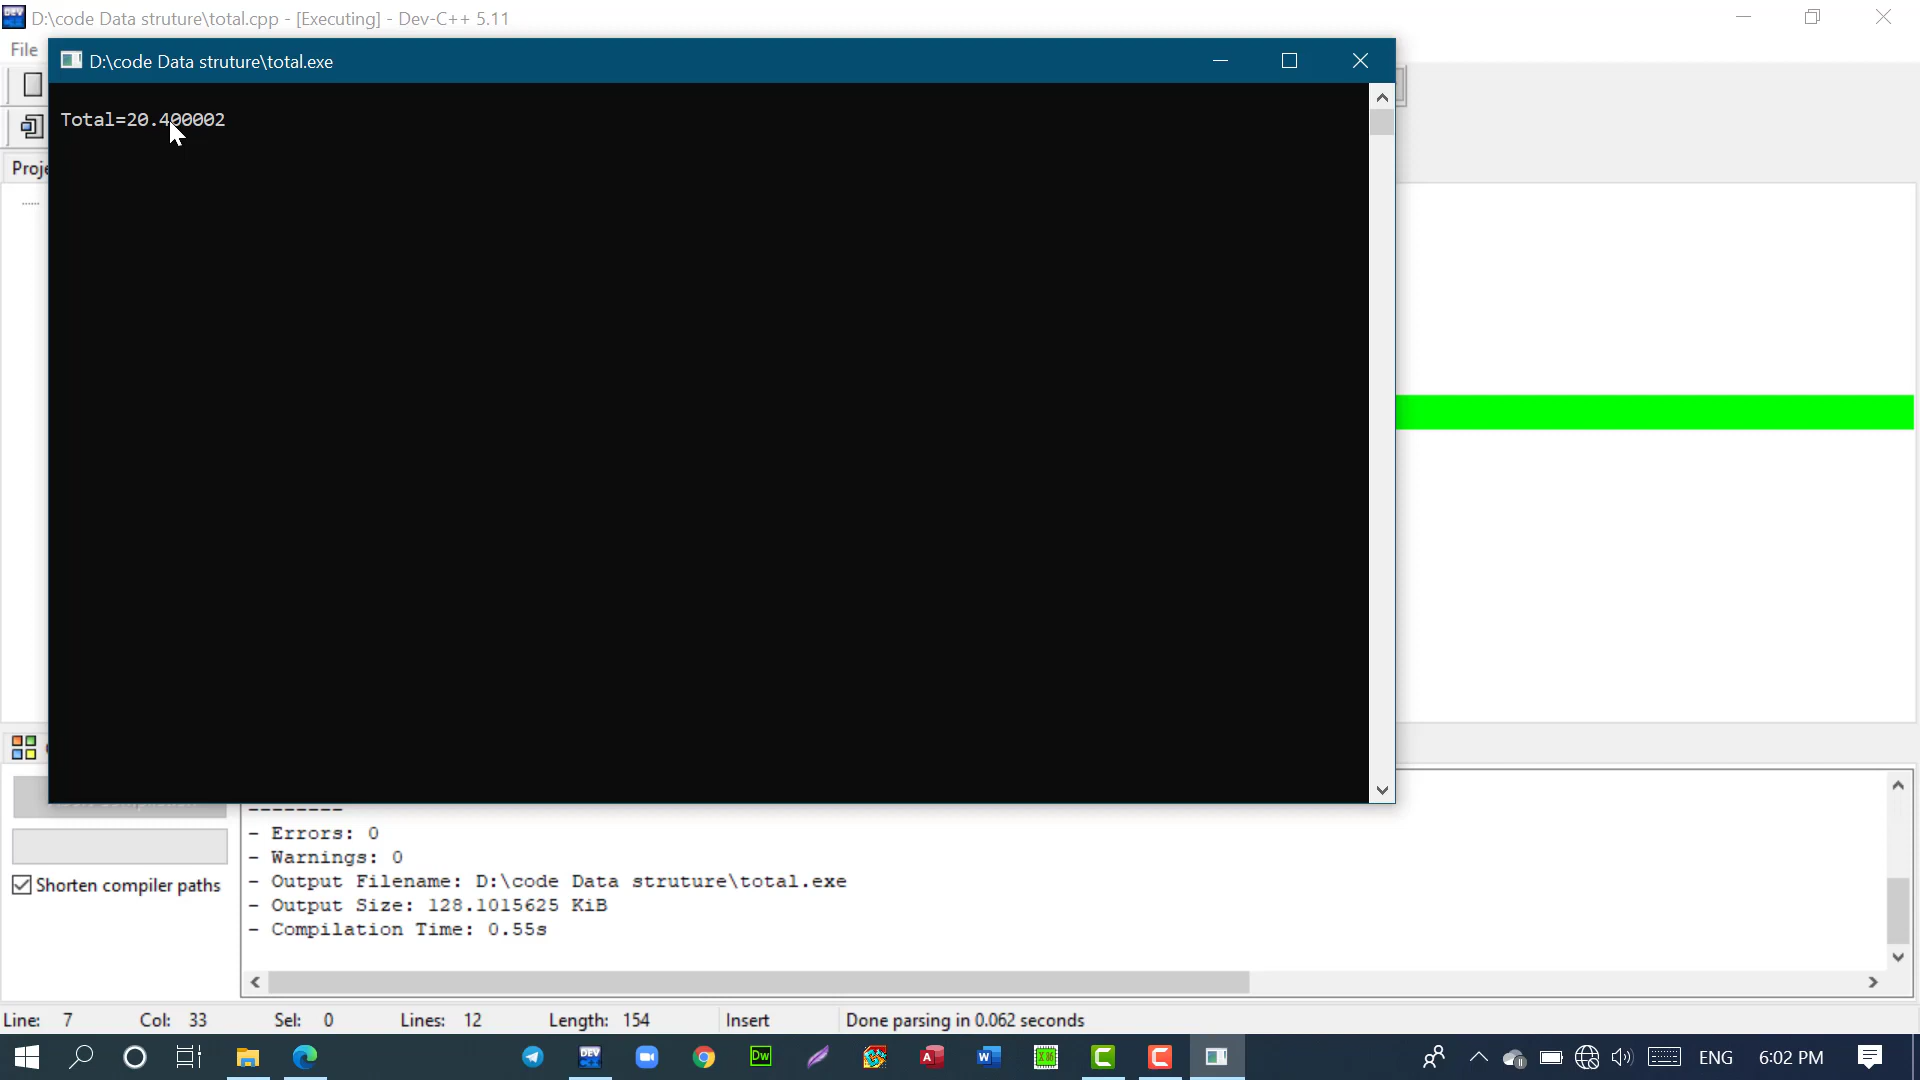 D:\code Data struture\total.cpp - [Executing] - Dev-C++ 5.11
File
D:\code Data struture\total.exe
Total=20.400002
Proje
--------
- Errors: 0
- Warnings: 0
- Output Filename: D:\code Data struture\total.exe
- Output Size: 128.1015625 KiB
- Compilation Time: 0.55s
Shorten compiler paths
Line: 7 Col: 33 Sel: 0 Lines: 12 Length: 154 Insert Done parsing in 0.062 seconds
DEV
Dw
ENG
6:02 PM